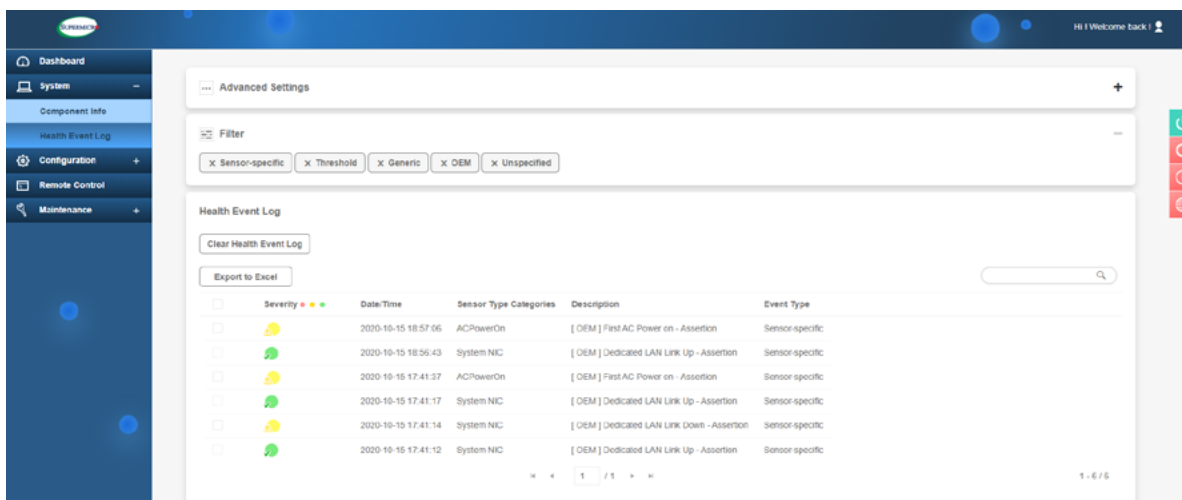 SUPERMICR
Hi ! Welcome back !
Dashboard
System −
Component Info
Health Event Log
Configuration +
Remote Control
Maintenance +
Advanced Settings +
Filter −
x Sensor-specific x Threshold x Generic x OEM x Unspecified
Health Event Log
Clear Health Event Log
Export to Excel
Severity Date/Time Sensor Type Categories Description Event Type
2020-10-15 18:57:06 ACPowerOn [ OEM ] First AC Power on - Assertion Sensor-specific
2020-10-15 18:56:43 System NIC [ OEM ] Dedicated LAN Link Up - Assertion Sensor-specific
2020-10-15 17:41:37 ACPowerOn [ OEM ] First AC Power on - Assertion Sensor-specific
2020-10-15 17:41:17 System NIC [ OEM ] Dedicated LAN Link Up - Assertion Sensor-specific
2020-10-15 17:41:14 System NIC [ OEM ] Dedicated LAN Link Down - Assertion Sensor-specific
2020-10-15 17:41:12 System NIC [ OEM ] Dedicated LAN Link Up - Assertion Sensor-specific
1 / 1
1 - 6 / 6